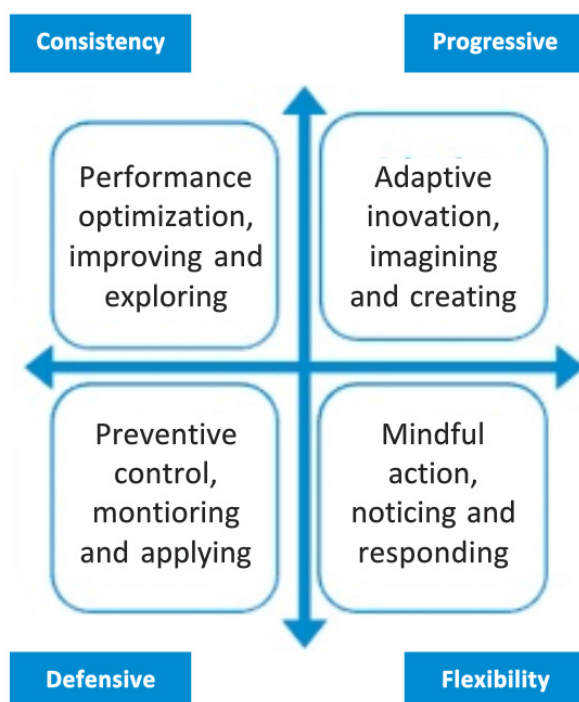 Consistency
Progressive
Performance
optimization,
improving and
exploring
Adaptive
inovation,
imagining
and creating
Preventive
control,
montioring
and applying
Mindful
action,
noticing and
responding
Defensive
Flexibility